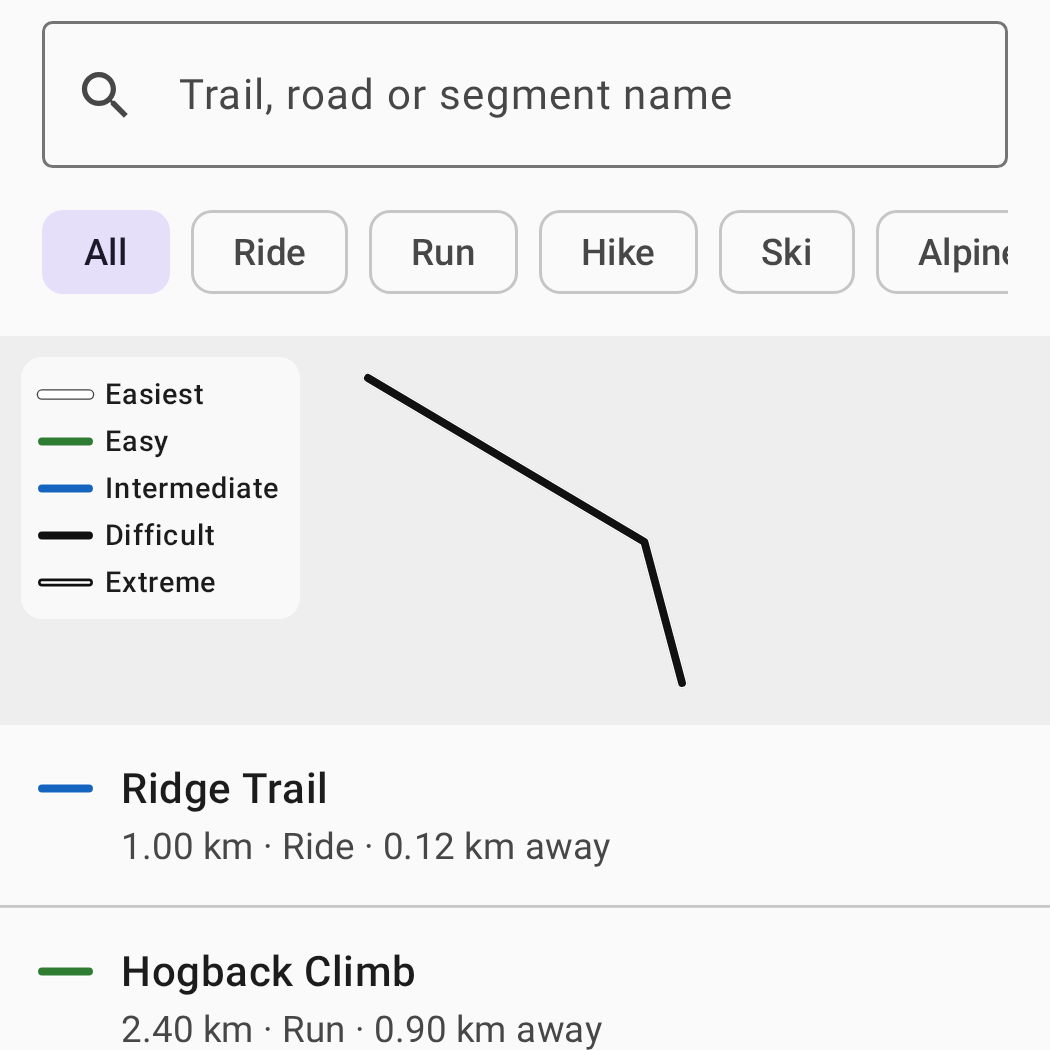 Trail, road or segment name
All Ride Run Hike Ski Alpine
Easiest
Easy
Intermediate
Difficult
Extreme
Ridge Trail
1.00 km · Ride · 0.12 km away
Hogback Climb
2.40 km · Run · 0.90 km away